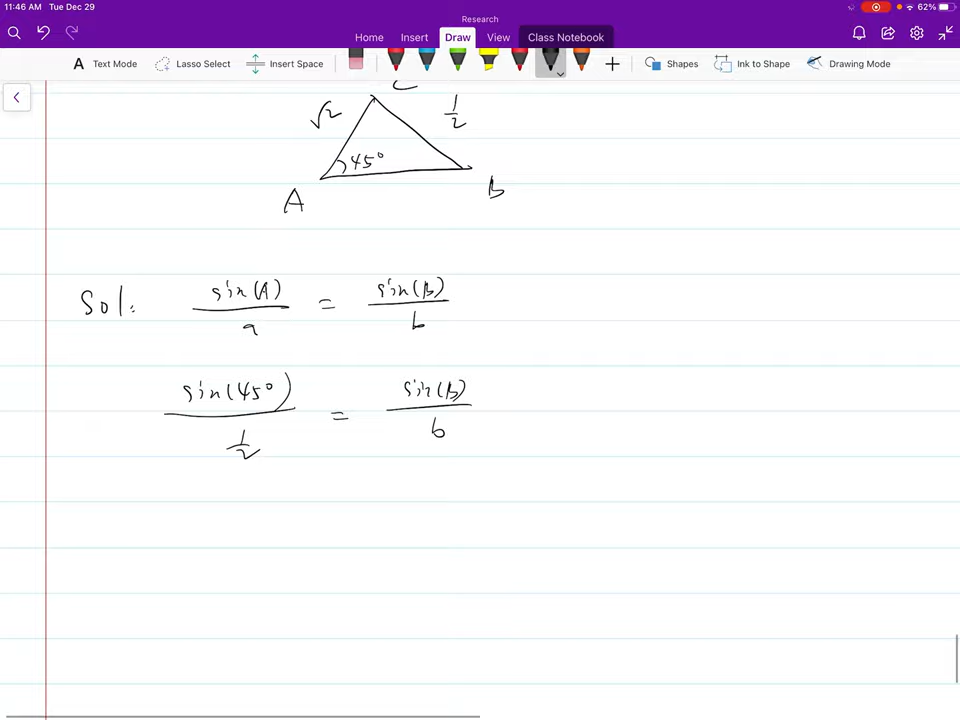 11:46 AM Tue Dec 29
62%
Research
Home Insert Draw View Class Notebook
A Text Mode Lasso Select Insert Space + Shapes Ink to Shape Drawing Mode
C
√2 1/2
45°
A B
Sol: sin(A)/a = sin(B)/b
sin(45°)/(1/2) = sin(B)/b